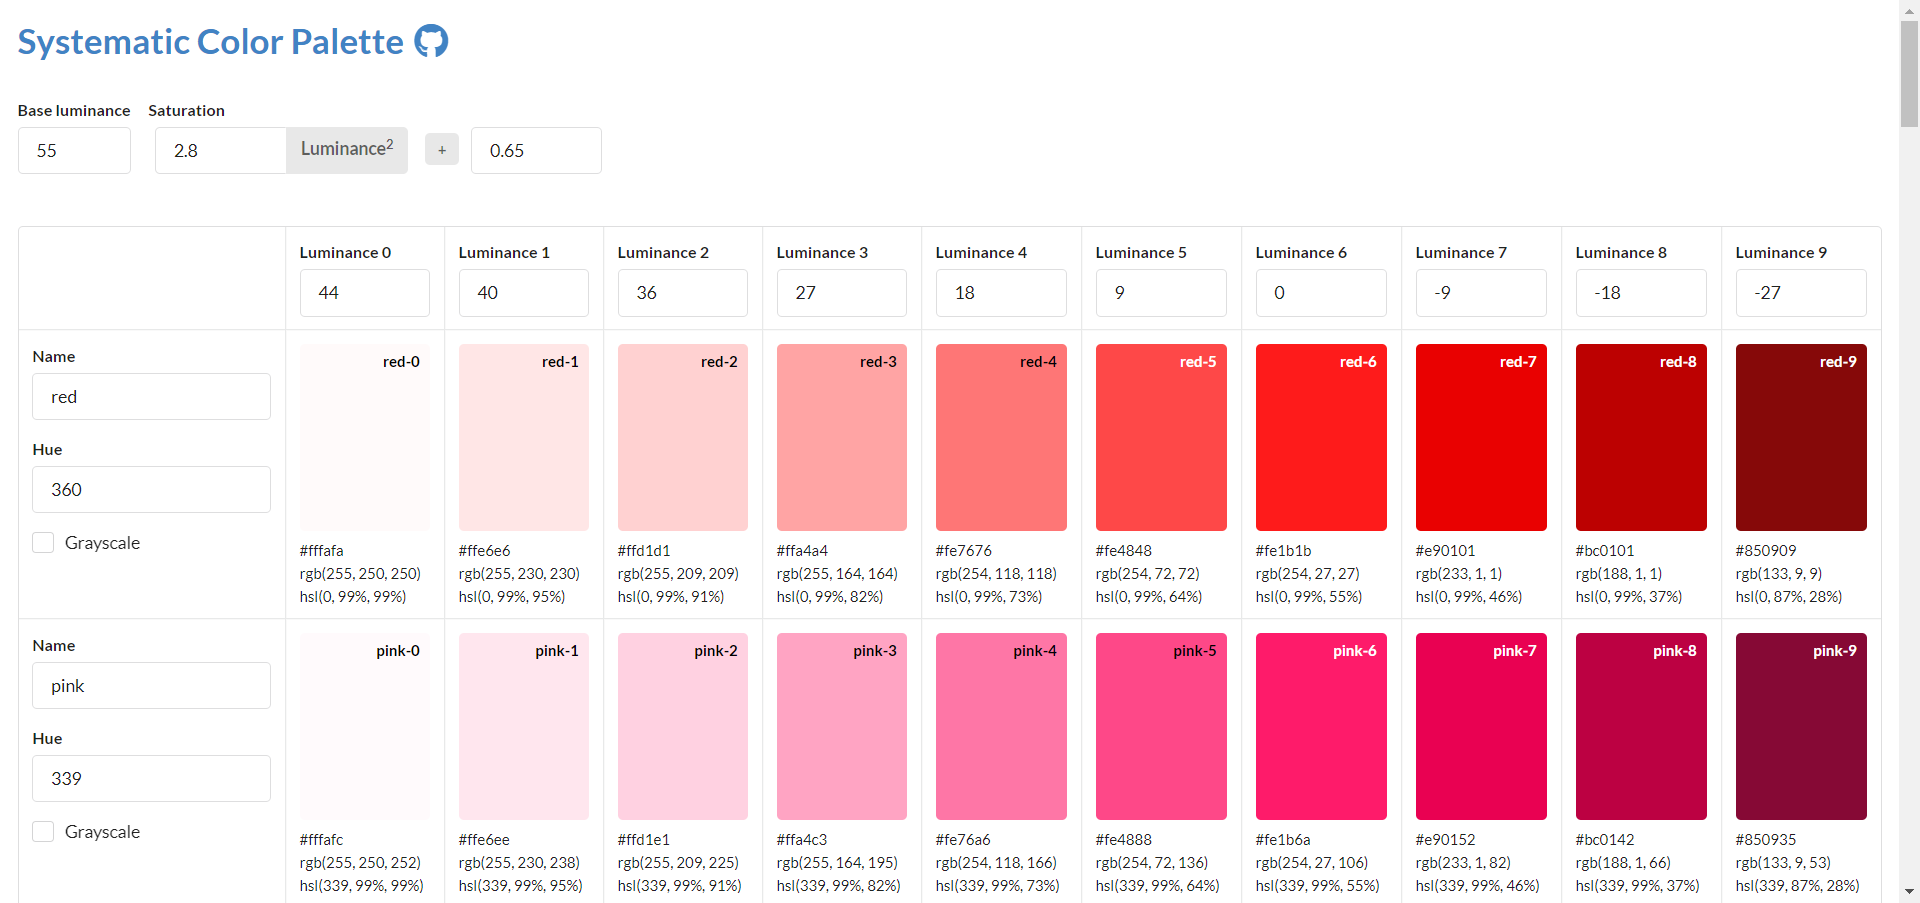 Systematic Color Palette
Base luminance Saturation
55 2.8 Luminance² + 0.65
Luminance 0 Luminance 1 Luminance 2 Luminance 3 Luminance 4 Luminance 5 Luminance 6 Luminance 7 Luminance 8 Luminance 9
44 40 36 27 18 9 0 -9 -18 -27
Name
red
Hue
360
Grayscale
red-0 red-1 red-2 red-3 red-4 red-5 red-6 red-7 red-8 red-9
#fffafa #ffe6e6 #ffd1d1 #ffa4a4 #fe7676 #fe4848 #fe1b1b #e90101 #bc0101 #850909
rgb(255, 250, 250) rgb(255, 230, 230) rgb(255, 209, 209) rgb(255, 164, 164) rgb(254, 118, 118) rgb(254, 72, 72) rgb(254, 27, 27) rgb(233, 1, 1) rgb(188, 1, 1) rgb(133, 9, 9)
hsl(0, 99%, 99%) hsl(0, 99%, 95%) hsl(0, 99%, 91%) hsl(0, 99%, 82%) hsl(0, 99%, 73%) hsl(0, 99%, 64%) hsl(0, 99%, 55%) hsl(0, 99%, 46%) hsl(0, 99%, 37%) hsl(0, 87%, 28%)
Name
pink
Hue
339
Grayscale
pink-0 pink-1 pink-2 pink-3 pink-4 pink-5 pink-6 pink-7 pink-8 pink-9
#fffafc #ffe6ee #ffd1e1 #ffa4c3 #fe76a6 #fe4888 #fe1b6a #e90152 #bc0142 #850935
rgb(255, 250, 252) rgb(255, 230, 238) rgb(255, 209, 225) rgb(255, 164, 195) rgb(254, 118, 166) rgb(254, 72, 136) rgb(254, 27, 106) rgb(233, 1, 82) rgb(188, 1, 66) rgb(133, 9, 53)
hsl(339, 99%, 99%) hsl(339, 99%, 95%) hsl(339, 99%, 91%) hsl(339, 99%, 82%) hsl(339, 99%, 73%) hsl(339, 99%, 64%) hsl(339, 99%, 55%) hsl(339, 99%, 46%) hsl(339, 99%, 37%) hsl(339, 87%, 28%)